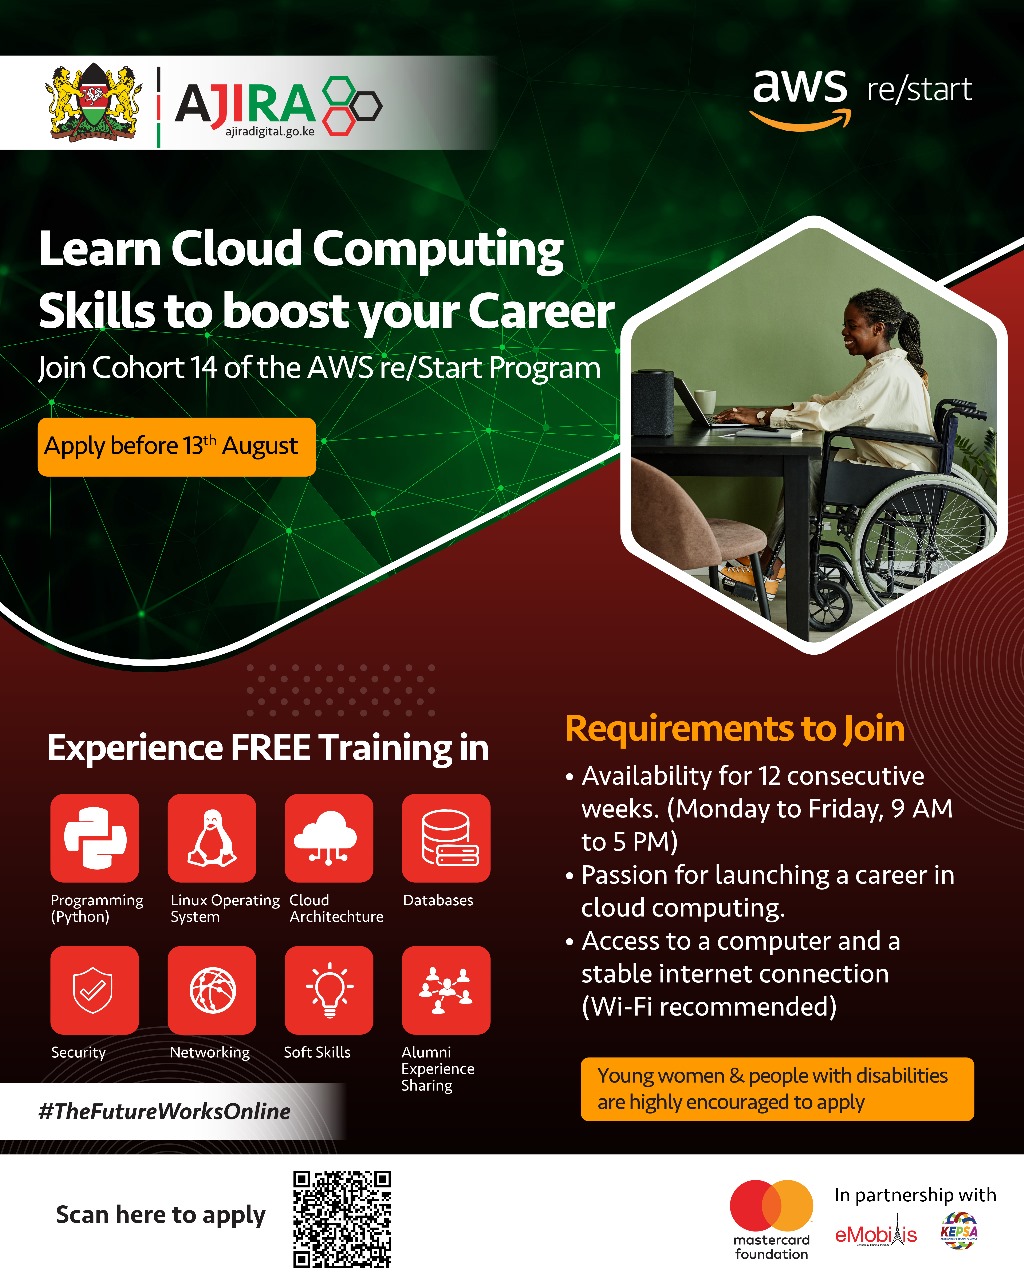 AJIRA
ajiradigital.go.ke
aws re/start
Learn Cloud Computing
Skills to boost your Career
Join Cohort 14 of the AWS re/Start Program
Apply before 13th August
Experience FREE Training in
Programming
(Python)
Linux Operating
System
Cloud
Architechture
Databases
Security
Networking
Soft Skills
Alumni
Experience
Sharing
#TheFutureWorksOnline
Requirements to Join
• Availability for 12 consecutive
weeks. (Monday to Friday, 9 AM
to 5 PM)
• Passion for launching a career in
cloud computing.
• Access to a computer and a
stable internet connection
(Wi-Fi recommended)
Young women & people with disabilities
are highly encouraged to apply
Scan here to apply
mastercard
foundation
In partnership with
eMobilis
KEPSA